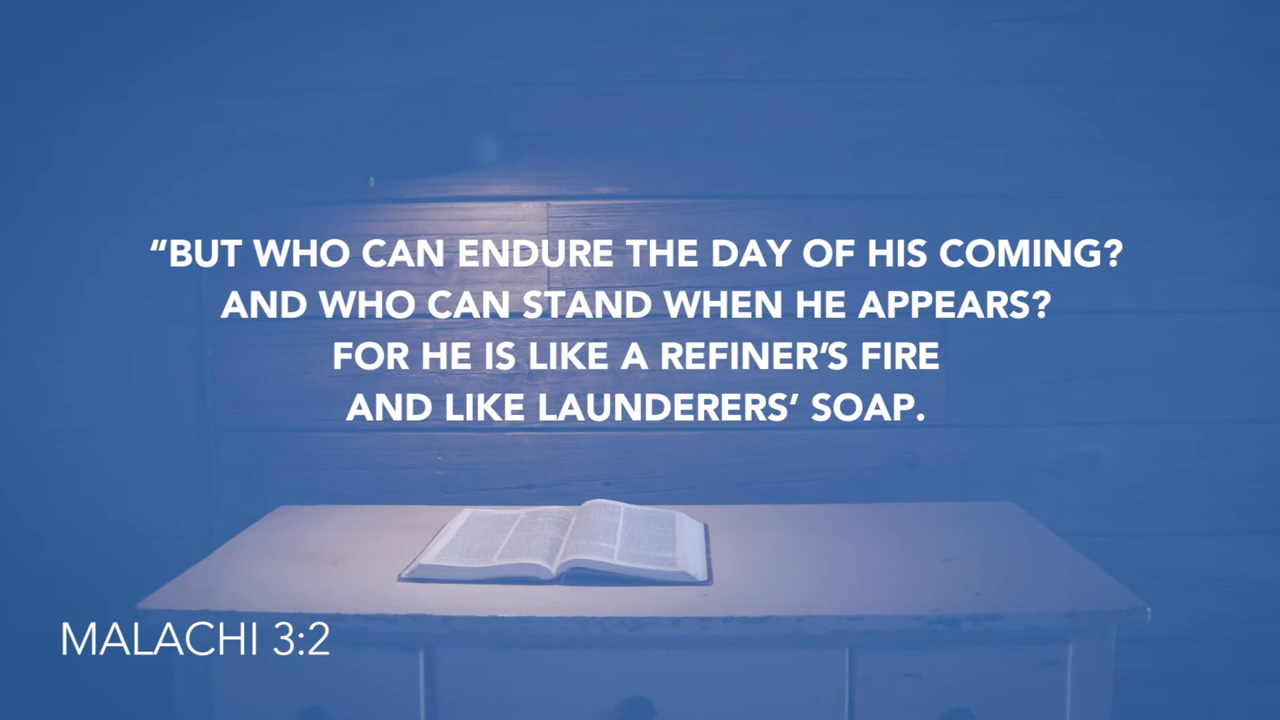 “BUT WHO CAN ENDURE THE DAY OF HIS COMING?
AND WHO CAN STAND WHEN HE APPEARS?
FOR HE IS LIKE A REFINER’S FIRE
AND LIKE LAUNDERERS’ SOAP.
MALACHI 3:2